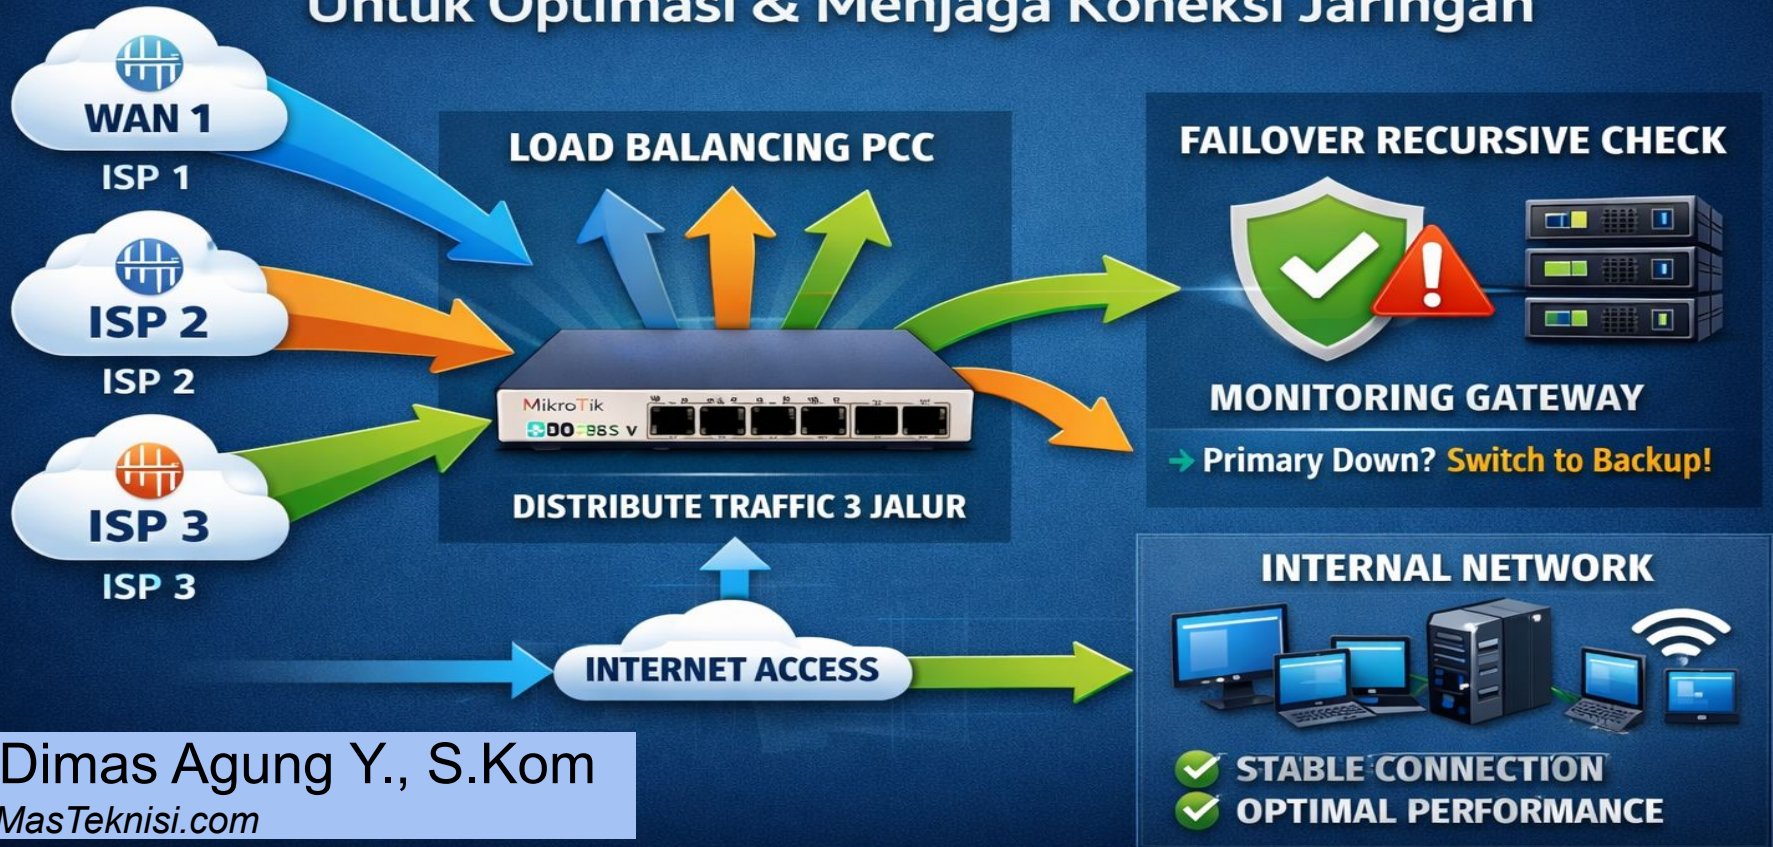 Untuk Optimasi & Menjaga Koneksi Jaringan
WAN 1
ISP 1
ISP 2
ISP 2
ISP 3
ISP 3
LOAD BALANCING PCC
MikroTik
DISTRIBUTE TRAFFIC 3 JALUR
INTERNET ACCESS
FAILOVER RECURSIVE CHECK
MONITORING GATEWAY
→ Primary Down? Switch to Backup!
INTERNAL NETWORK
STABLE CONNECTION
OPTIMAL PERFORMANCE
Dimas Agung Y., S.Kom
MasTeknisi.com